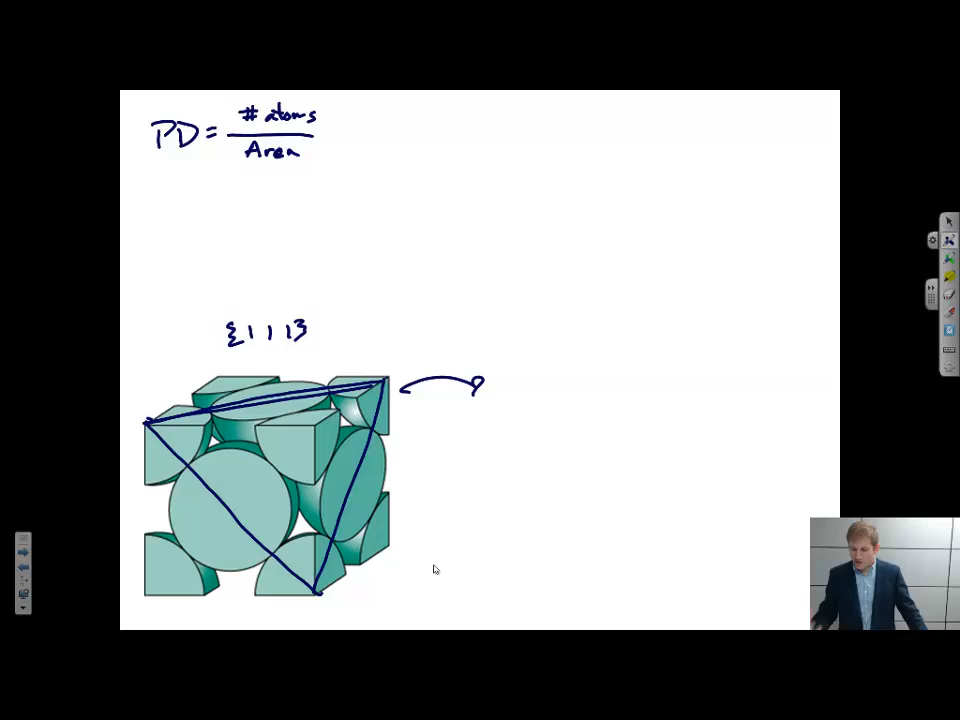 PD = # atoms
Area
{1 1 1}